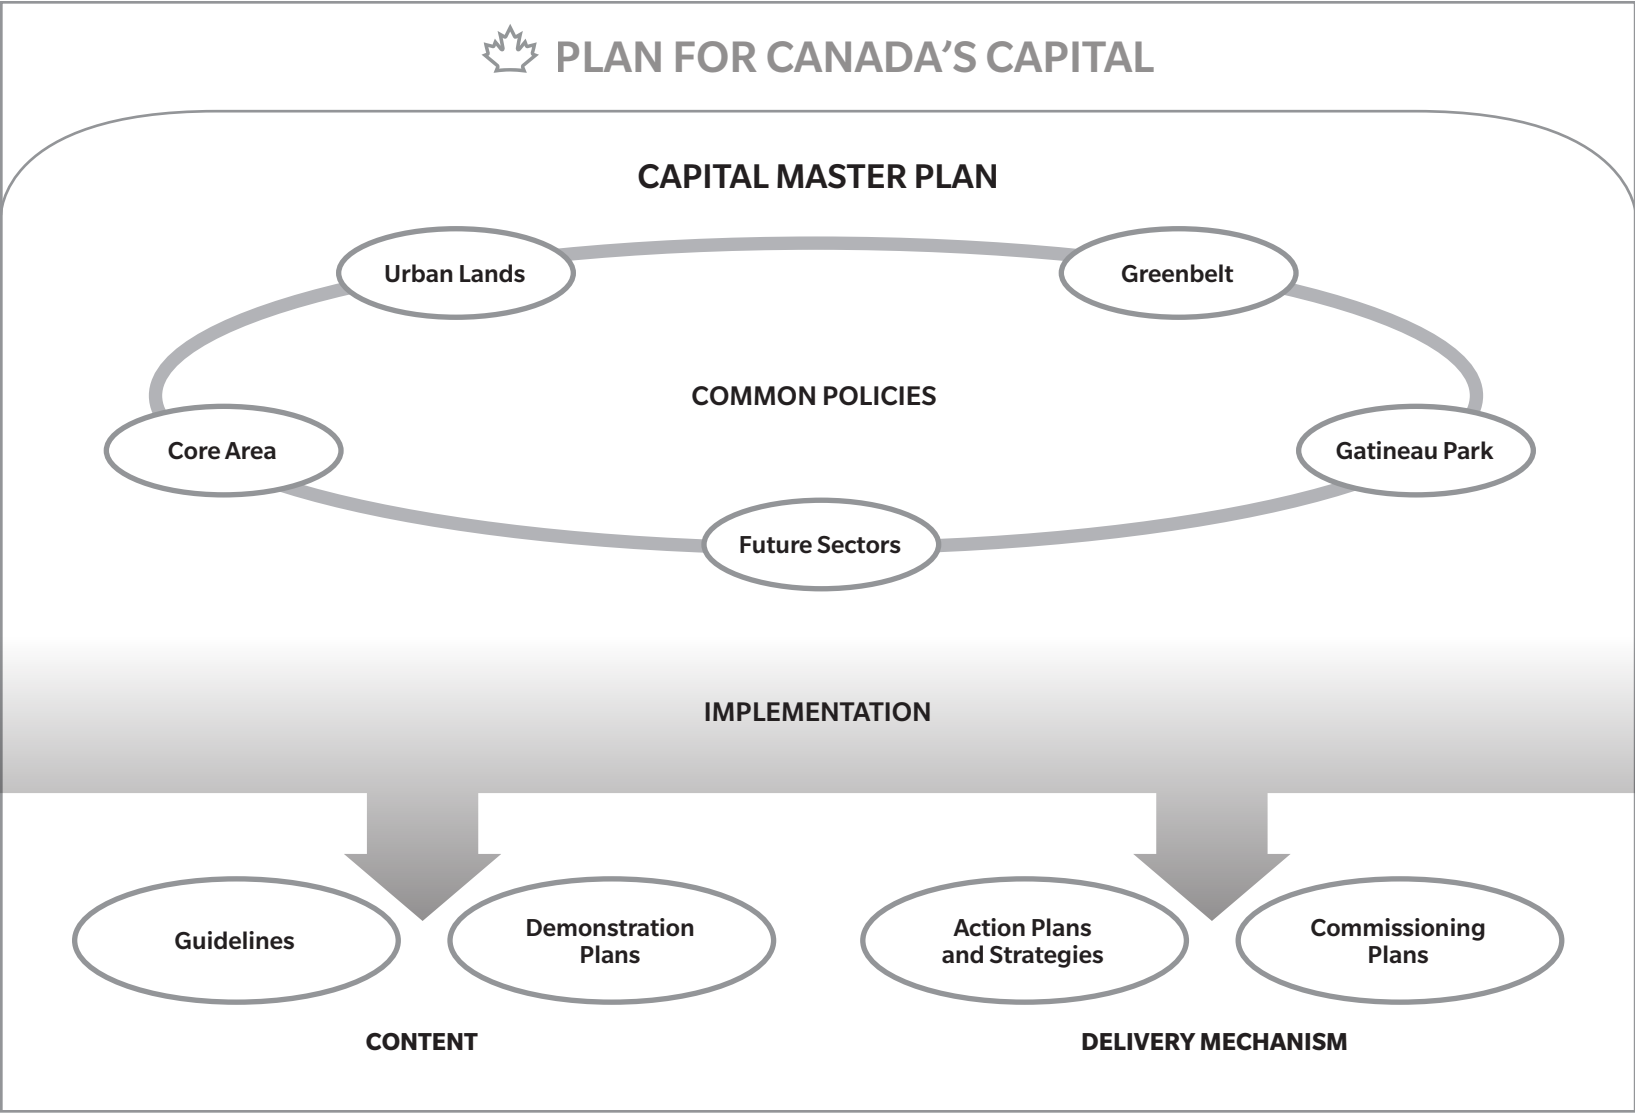 PLAN FOR CANADA’S CAPITAL
CAPITAL MASTER PLAN
Urban Lands
Greenbelt
COMMON POLICIES
Core Area
Gatineau Park
Future Sectors
IMPLEMENTATION
Guidelines
Demonstration
Plans
Action Plans
and Strategies
Commissioning
Plans
CONTENT
DELIVERY MECHANISM